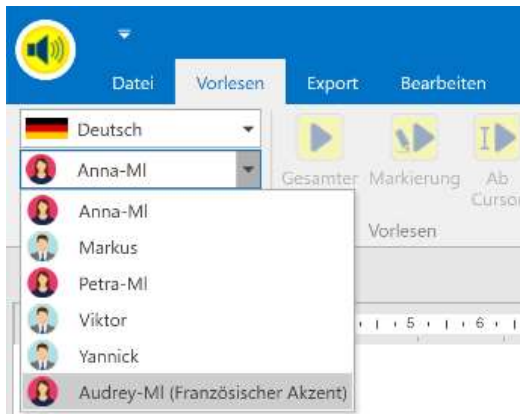 Datei Vorlesen Export Bearbeiten
Deutsch
Anna-Ml
Gesamter Markierung Ab
Cursor
Vorlesen
Anna-Ml
Markus
Petra-Ml
Viktor
Yannick
Audrey-Ml (Französischer Akzent)
5 6